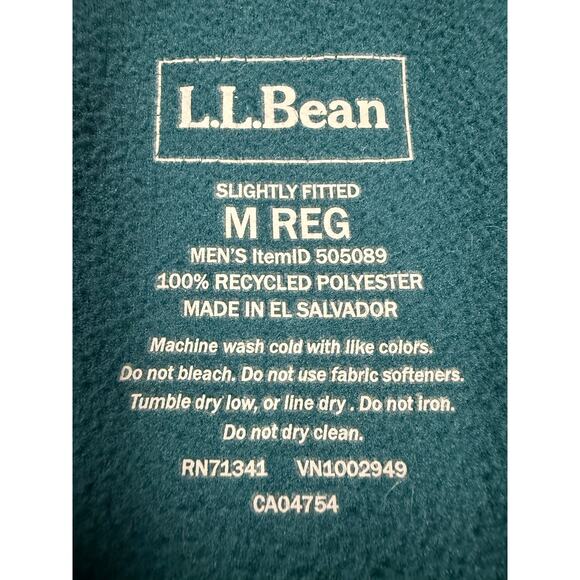 L.L.Bean
SLIGHTLY FITTED
M REG
MEN'S ItemID 505089
100% RECYCLED POLYESTER
MADE IN EL SALVADOR
Machine wash cold with like colors.
Do not bleach. Do not use fabric softeners.
Tumble dry low, or line dry . Do not iron.
Do not dry clean.
RN71341 VN1002949
CA04754